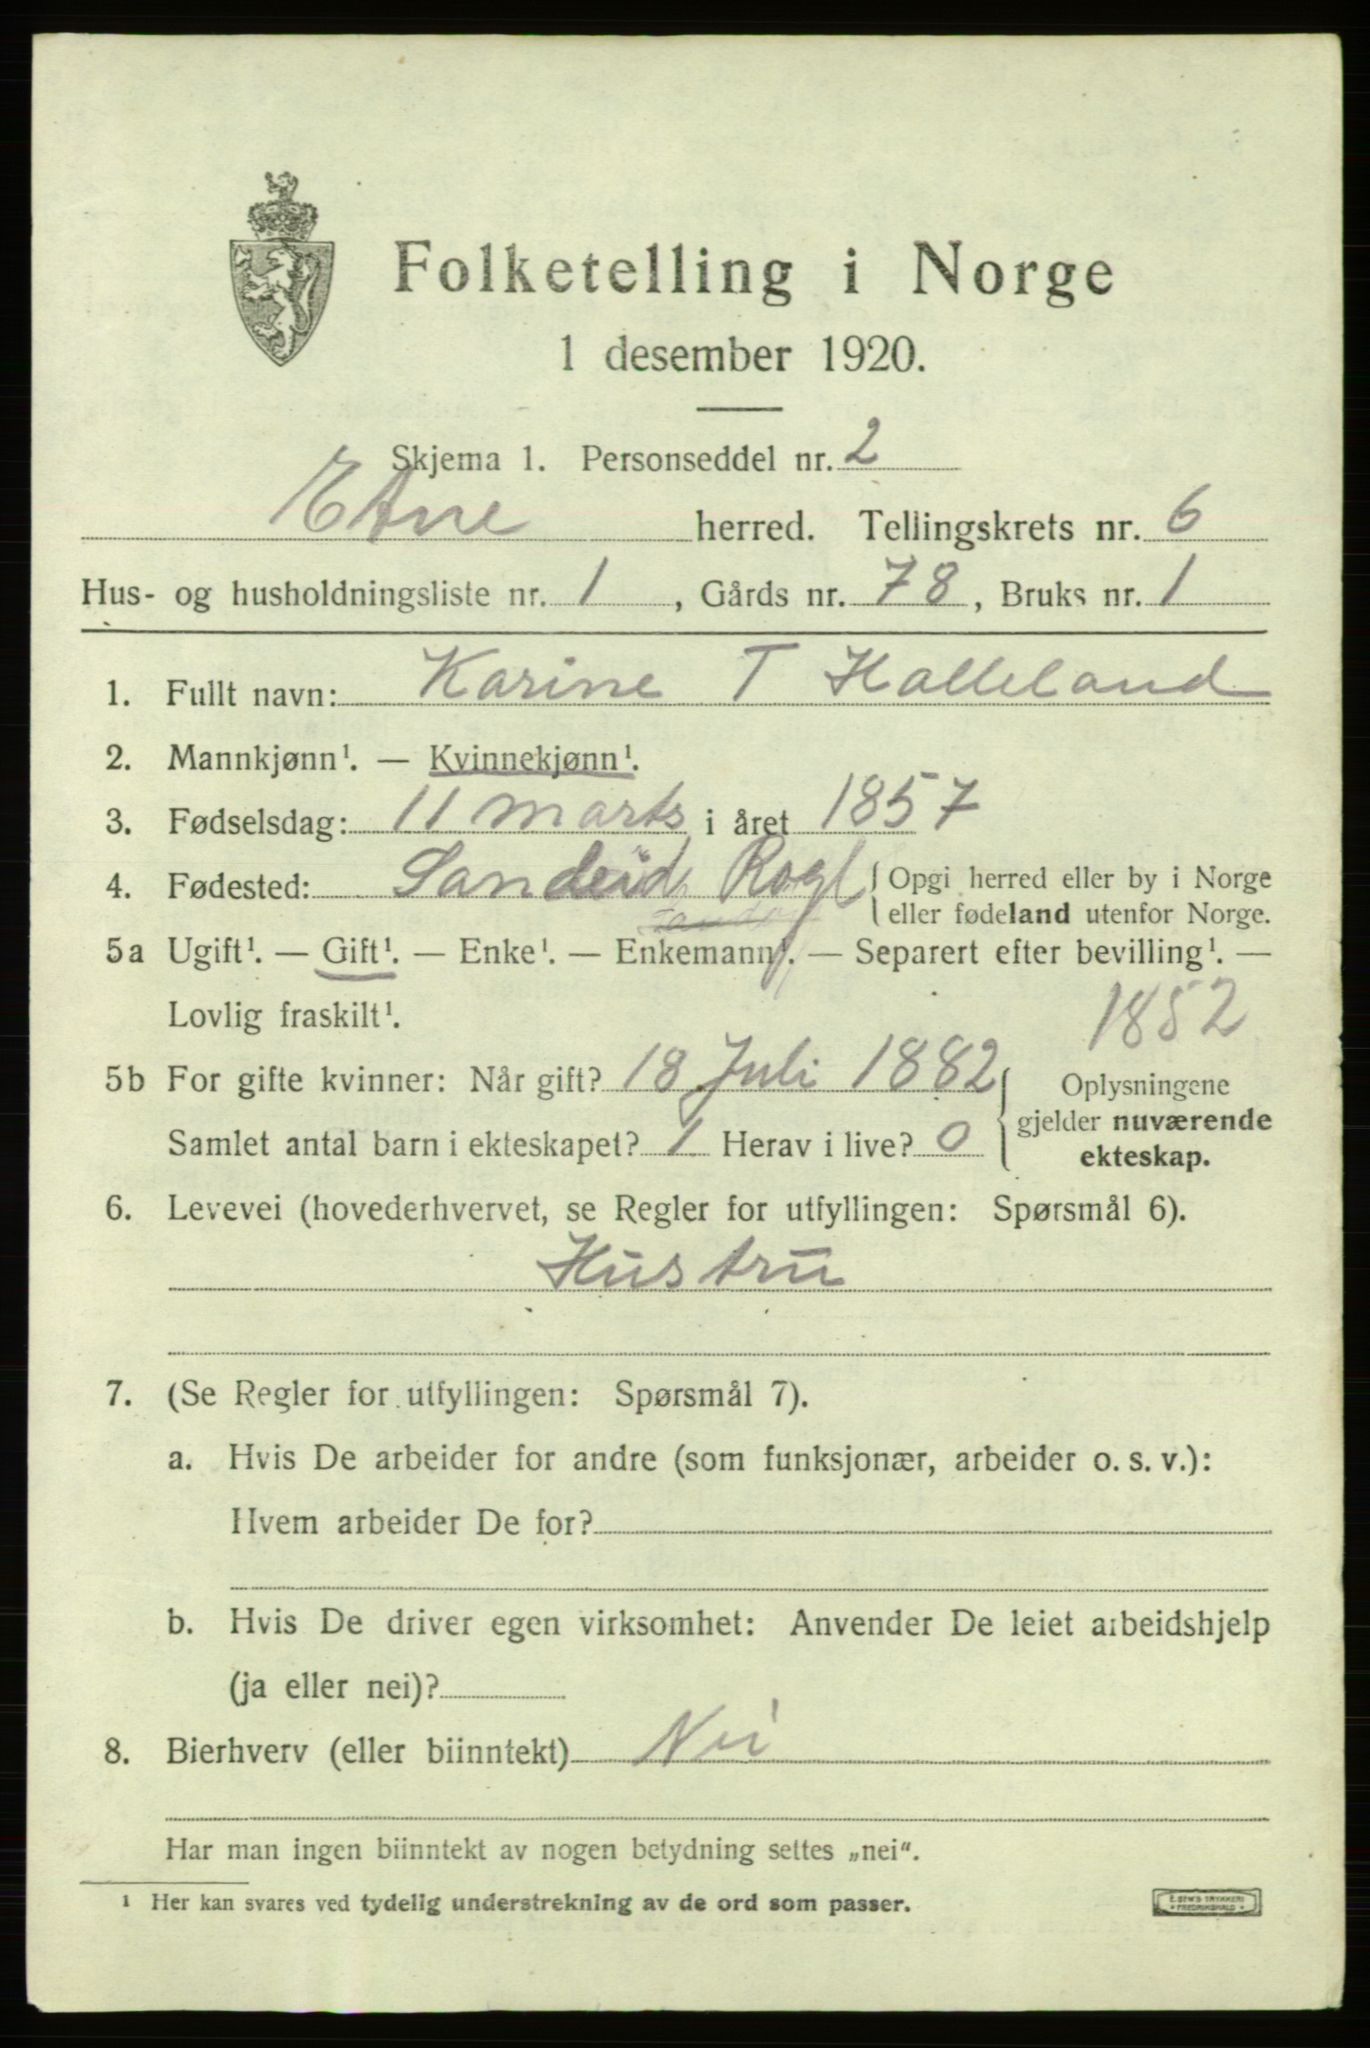 Folketelling i Norge
1 desember 1920.
Skjema 1. Personseddel nr. 2
Etne herred. Tellingskrets nr. 6
Hus- og husholdningsliste nr. 1, Gårds nr. 78, Bruks nr. 1
1. Fullt navn: Karine T Halleland
2. Mannkjønn¹. — Kvinnekjønn¹.
3. Fødselsdag: 11 marts i året 1857
4. Fødested: Sandeid, Rogl {Opgi herred eller by i Norge
eller fødeland utenfor Norge.
5a Ugift¹. — Gift¹. — Enke¹. — Enkemann¹. — Separert efter bevilling¹. —
Lovlig fraskilt¹.
1852
5b For gifte kvinner: Når gift? 18 Juli 1882 { Oplysningene
gjelder nuværende
Samlet antal barn i ekteskapet? 1 Herav i live? 0
ekteskap.
6. Levevei (hovederhvervet, se Regler for utfyllingen: Spørsmål 6).
Hustru
7. (Se Regler for utfyllingen: Spørsmål 7).
a. Hvis De arbeider for andre (som funksjonær, arbeider o. s. v.):
Hvem arbeider De for?
b. Hvis De driver egen virksomhet: Anvender De leiet arbeidshjelp
(ja eller nei)?
8. Bierhverv (eller biinntekt) Nei
Har man ingen biinntekt av nogen betydning settes „nei“.
¹ Her kan svares ved tydelig understrekning av de ord som passer.
E. SEM'S TRYKKERI
FREDRIKSHALD